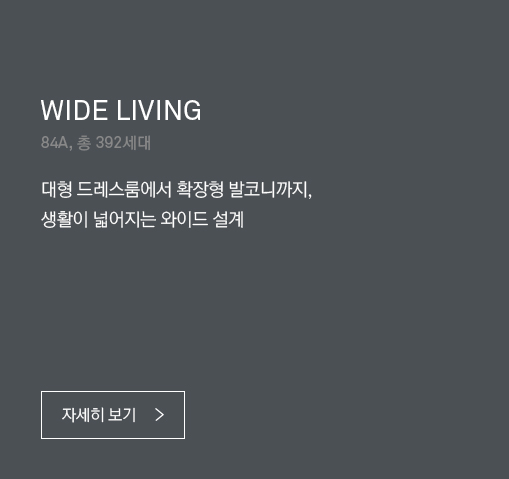 WIDE LIVING
84A, 총 392세대
대형 드레스룸에서 확장형 발코니까지,
생활이 넓어지는 와이드 설계
자세히 보기 >